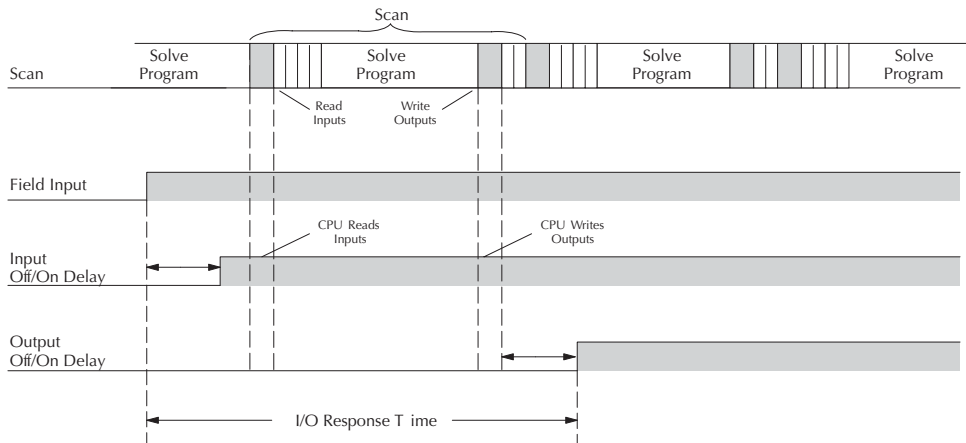 Scan
Scan
Solve
Program
Solve
Program
Solve
Program
Solve
Program
Read
Inputs
Write
Outputs
Field Input
CPU Reads
Inputs
CPU Writes
Outputs
Input
Off/On Delay
Output
Off/On Delay
I/O Response T ime